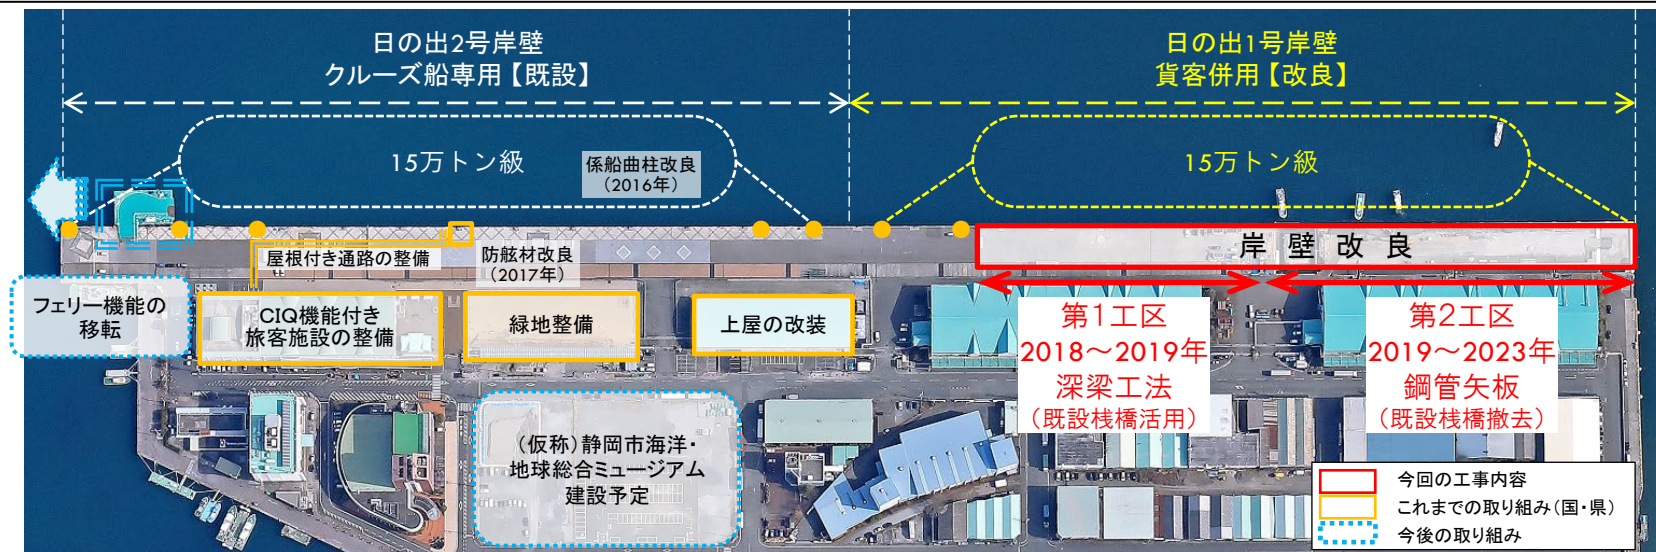 日の出2号岸壁
クルーズ船専用【既設】
日の出1号岸壁
貨客併用【改良】
15万トン級
係船曲柱改良
（2016年）
15万トン級
岸壁改良
屋根付き通路の整備
防舷材改良
（2017年）
フェリー機能の
移転
CIQ機能付き
旅客施設の整備
緑地整備
上屋の改装
第1工区
2018～2019年
深梁工法
（既設桟橋活用）
第2工区
2019～2023年
鋼管矢板
（既設桟橋撤去）
（仮称）静岡市海洋・
地球総合ミュージアム
建設予定
今回の工事内容
これまでの取り組み（国・県）
今後の取り組み